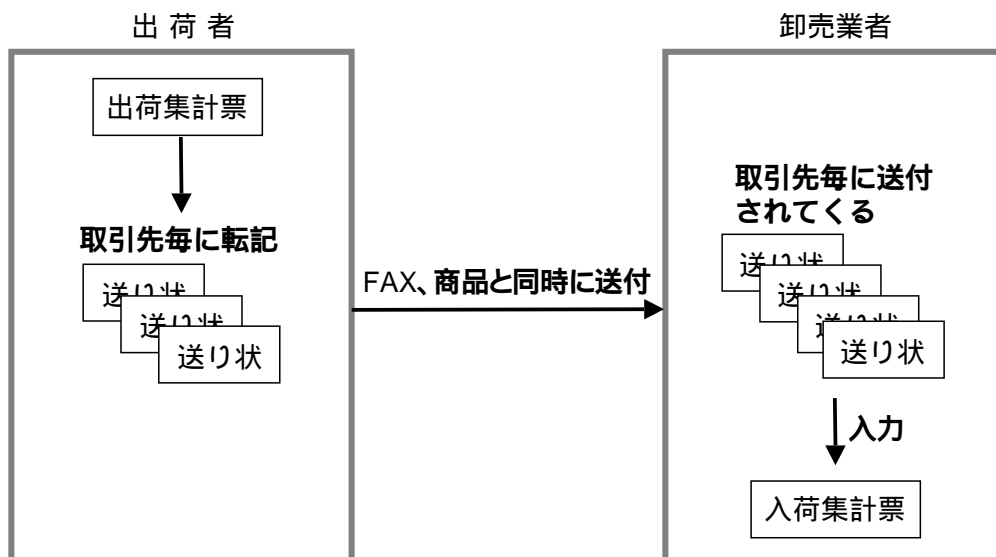 出 荷 者
出荷集計票
取引先毎に転記
送り状
送り状
送り状
FAX、商品と同時に送付
卸売業者
取引先毎に送付
されてくる
送り状
送り状
送り状
送り状
入力
入荷集計票